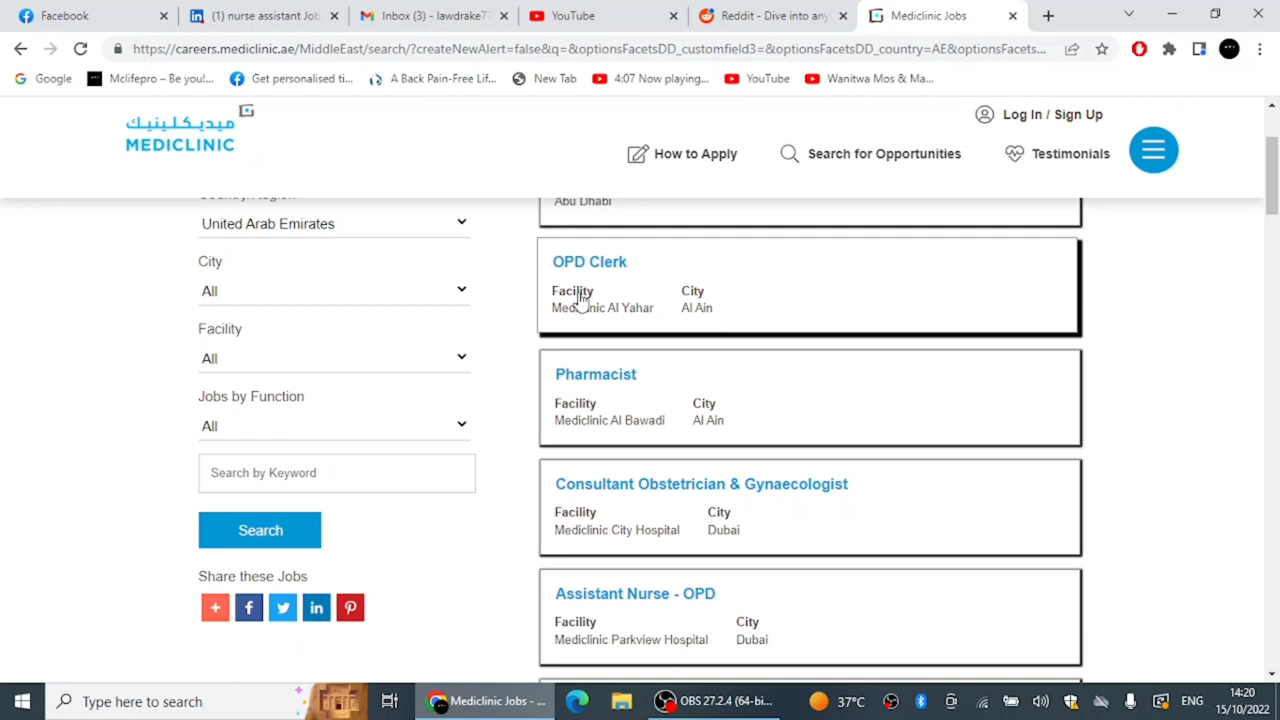 Facebook
(1) nurse assistant Job
Inbox (3) - lawdrake77
YouTube
Reddit - Dive into any
Mediclinic Jobs
https://careers.mediclinic.ae/MiddleEast/search/?createNewAlert=false&q=&optionsFacetsDD_customfield3=&optionsFacetsDD_country=AE&optionsFacets...
Google
Mclifepro – Be you!...
Get personalised ti...
A Back Pain-Free Lif...
New Tab
4:07 Now playing...
YouTube
Wanitwa Mos & Ma...
ميديكلينيك
MEDICLINIC
Log In / Sign Up
How to Apply
Search for Opportunities
Testimonials
Country/Region
United Arab Emirates
City
All
Facility
All
Jobs by Function
All
Search by Keyword
Search
Share these Jobs
Abu Dhabi
OPD Clerk
Facility City
Mediclinic Al Yahar Al Ain
Pharmacist
Facility City
Mediclinic Al Bawadi Al Ain
Consultant Obstetrician & Gynaecologist
Facility City
Mediclinic City Hospital Dubai
Assistant Nurse - OPD
Facility City
Mediclinic Parkview Hospital Dubai
Type here to search
Mediclinic Jobs - ...
OBS 27.2.4 (64-bi...
37°C
ENG
14:20
15/10/2022